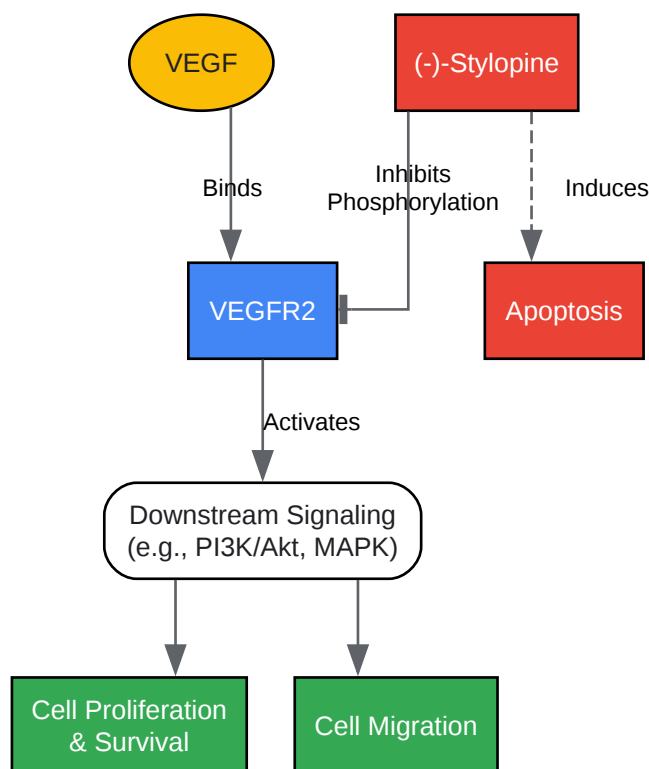 VEGF
(-)-Stylopine
Binds
Inhibits
Phosphorylation
Induces
VEGFR2
Apoptosis
Activates
Downstream Signaling
(e.g., PI3K/Akt, MAPK)
Cell Proliferation
& Survival
Cell Migration